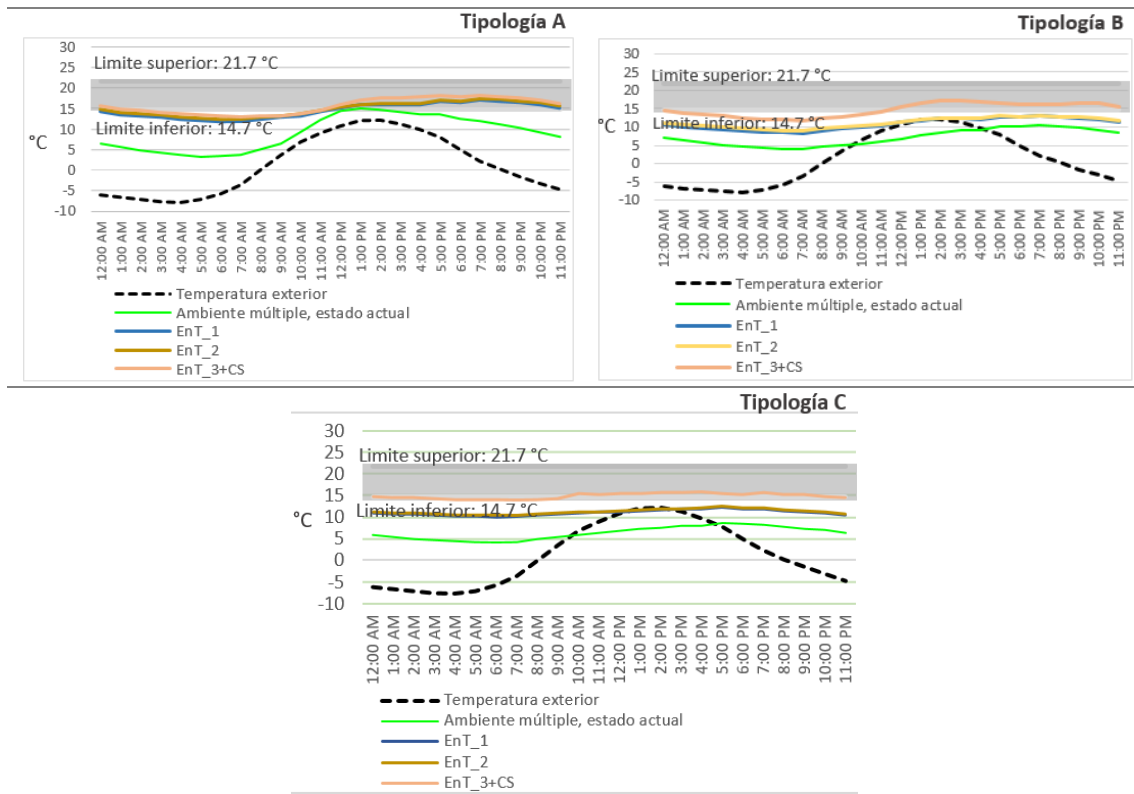 Tipología A
30
25
20
15
10
5
0
-5
-10
°C
Limite superior: 21.7 °C
Limite inferior: 14.7 °C
12:00 AM
1:00 AM
2:00 AM
3:00 AM
4:00 AM
5:00 AM
6:00 AM
7:00 AM
8:00 AM
9:00 AM
10:00 AM
11:00 AM
12:00 PM
1:00 PM
2:00 PM
3:00 PM
4:00 PM
5:00 PM
6:00 PM
7:00 PM
8:00 PM
9:00 PM
10:00 PM
11:00 PM
Temperatura exterior
Ambiente múltiple, estado actual
EnT_1
EnT_2
EnT_3+CS
Tipología B
30
25
20
15
10
5
0
-5
-10
°C
Limite superior: 21.7 °C
Limite inferior: 14.7 °C
12:00 AM
1:00 AM
2:00 AM
3:00 AM
4:00 AM
5:00 AM
6:00 AM
7:00 AM
8:00 AM
9:00 AM
10:00 AM
11:00 AM
12:00 PM
1:00 PM
2:00 PM
3:00 PM
4:00 PM
5:00 PM
6:00 PM
7:00 PM
8:00 PM
9:00 PM
10:00 PM
11:00 PM
Temperatura exterior
Ambiente múltiple, estado actual
EnT_1
EnT_2
EnT_3+CS
Tipología C
30
25
20
15
10
5
0
-5
-10
°C
Limite superior: 21.7 °C
Limite inferior: 14.7 °C
12:00 AM
1:00 AM
2:00 AM
3:00 AM
4:00 AM
5:00 AM
6:00 AM
7:00 AM
8:00 AM
9:00 AM
10:00 AM
11:00 AM
12:00 PM
1:00 PM
2:00 PM
3:00 PM
4:00 PM
5:00 PM
6:00 PM
7:00 PM
8:00 PM
9:00 PM
10:00 PM
11:00 PM
Temperatura exterior
Ambiente múltiple, estado actual
EnT_1
EnT_2
EnT_3+CS